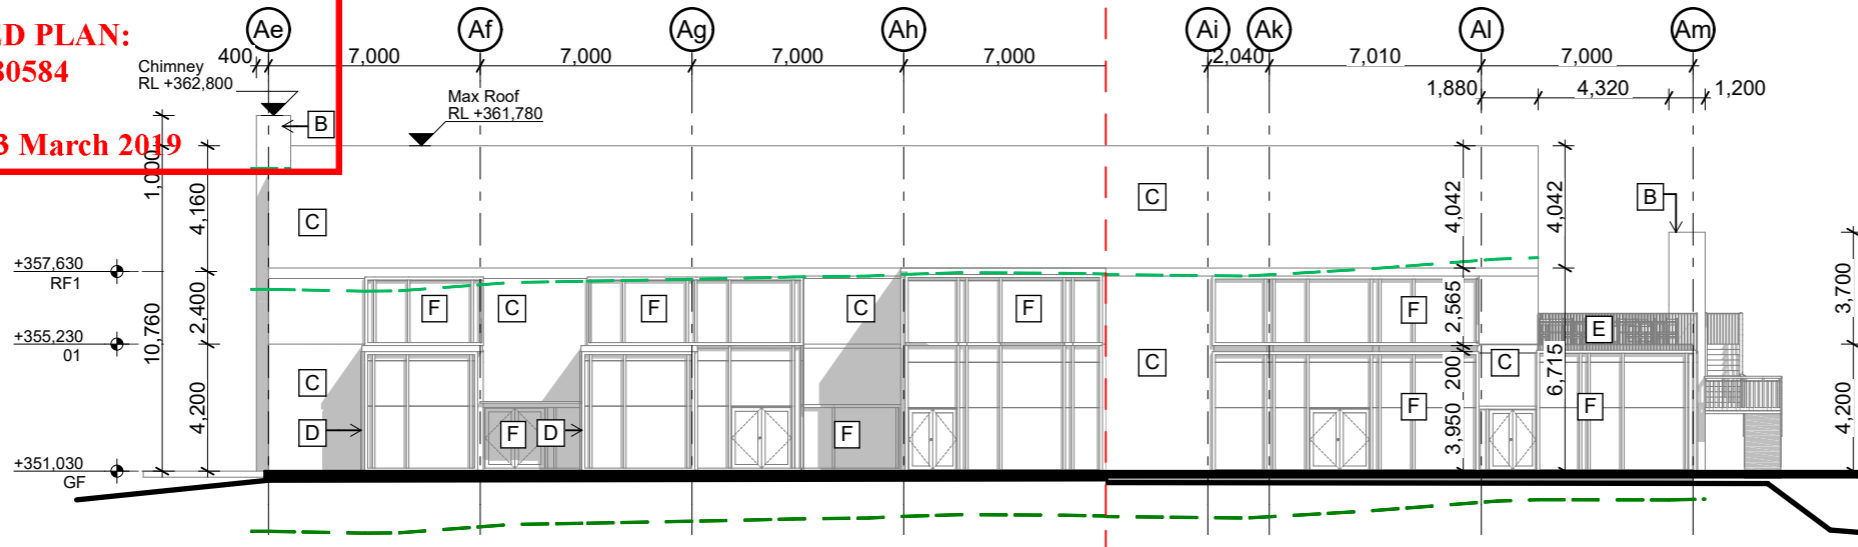 Ae Af Ag Ah Ai Ak Al Am
ED PLAN:
30584
3 March 2019
400 7,000 7,000 7,000 7,000 2,040 7,010 7,000
Chimney
RL +362,800
Max Roof
RL +361,780
1,880 4,320 1,200
B
1,000
4,160
C
C
4,042
4,042
B
+357,630
RF1
10,760
2,400
F C F C F F
2,565
E
3,700
+355,230
01
C
C
200
C
6,715
4,200
D
F
D
F
F
F
3,950
4,200
+351,030
GF